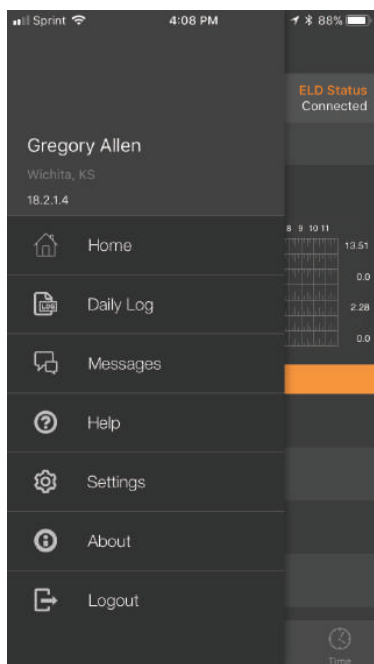 Sprint 4:08 PM 88%
ELD Status
Connected
Gregory Allen
Wichita, KS
18.2.1.4
8 9 10 11
13.51
0.0
2.28
0.0
Home
LOG
Daily Log
Messages
Help
Settings
About
Logout
Time